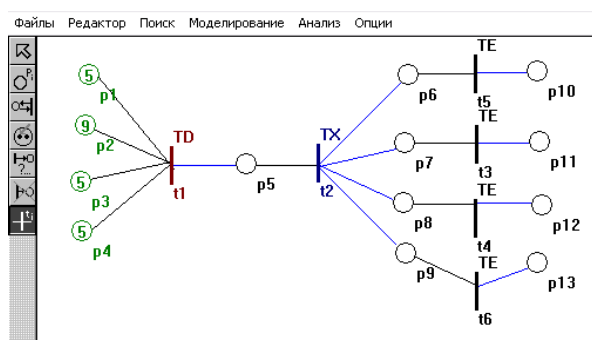 Файлы Редактор Поиск Моделирование Анализ Опции
5
p1
9
p2
5
p3
5
p4
TD
t1
p5
TX
t2
p6
TE
t5
p10
p7
TE
t3
p11
p8
TE
t4
p12
p9
TE
t6
p13